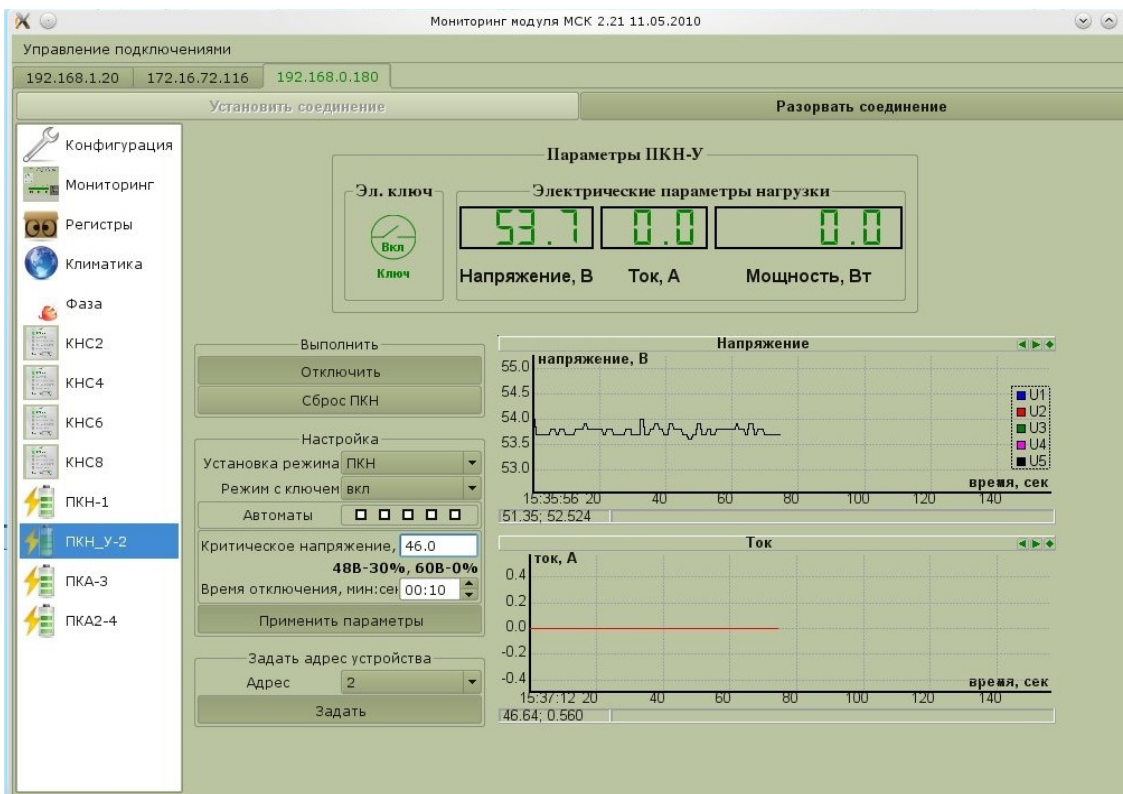 Мониторинг модуля МСК 2.21 11.05.2010
Управление подключениями
192.168.1.20 172.16.72.116 192.168.0.180
Установить соединение Разорвать соединение
Конфигурация
Мониторинг
Регистры
Климатика
Фаза
КНС2
КНС4
КНС6
КНС8
ПКН-1
ПКН_У-2
ПКА-3
ПКА2-4
Параметры ПКН-У
Эл. ключ
Вкл
Ключ
Электрические параметры нагрузки
53.7 0.0 0.0
Напряжение, В Ток, А Мощность, Вт
Выполнить
Отключить
Сброс ПКН
Настройка
Установка режима ПКН
Режим с ключем вкл
Автоматы
Критическое напряжение, 46.0
48В-30%, 60В-0%
Время отключения, мин:сек 00:10
Применить параметры
Задать адрес устройства
Адрес 2
Задать
Напряжение
напряжение, В
55.0
54.5
54.0
53.5
53.0
U1
U2
U3
U4
U5
время, сек
15:35:56 20 40 60 80 100 120 140
51.35; 52.524
Ток
ток, А
0.4
0.2
0.0
-0.2
-0.4
время, сек
15:37:12 20 40 60 80 100 120 140
46.64; 0.560